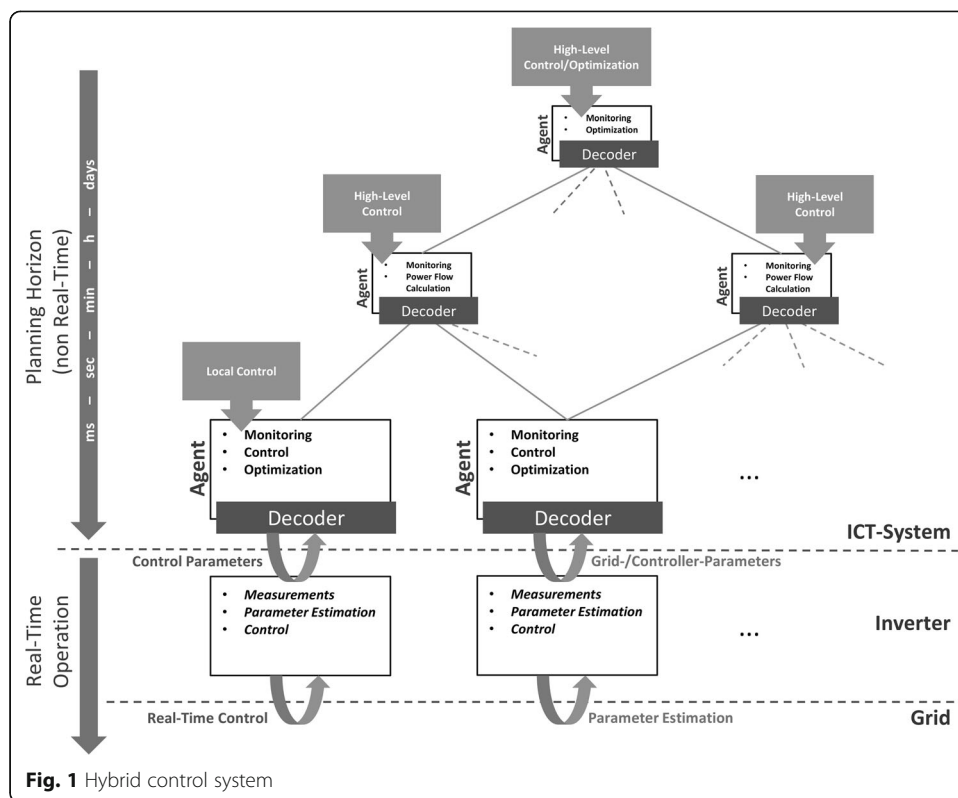 High-Level
Control/Optimization
Agent
• Monitoring
• Optimization
Decoder
Planning Horizon
(non Real-Time)
ms – sec – min – h – days
High-Level
Control
Agent
• Monitoring
• Power Flow
Calculation
Decoder
High-Level
Control
Agent
• Monitoring
• Power Flow
Calculation
Decoder
Local Control
Agent
• Monitoring
• Control
• Optimization
Decoder
Agent
• Monitoring
• Control
• Optimization
Decoder
...
ICT-System
Control Parameters
Grid-/Controller-Parameters
Real-Time
Operation
• Measurements
• Parameter Estimation
• Control
• Measurements
• Parameter Estimation
• Control
...
Inverter
Real-Time Control
Parameter Estimation
Grid
Fig. 1 Hybrid control system